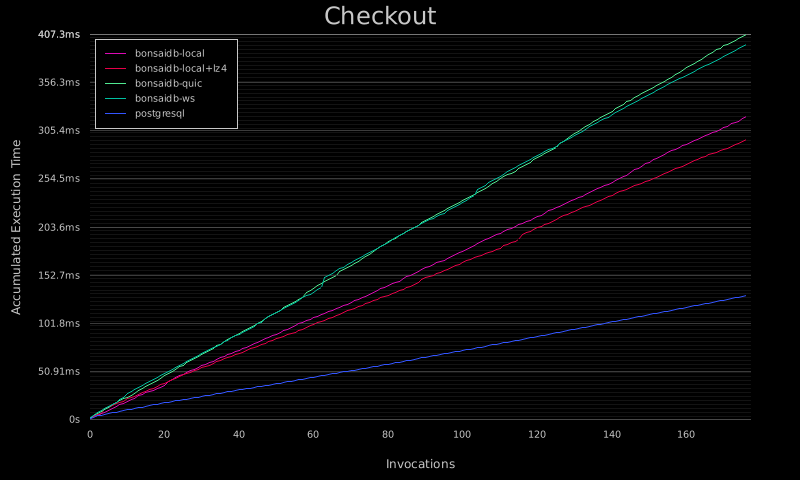 Checkout
407.3ms
356.3ms
305.4ms
254.5ms
203.6ms
152.7ms
101.8ms
50.91ms
0s
bonsaidb-local
bonsaidb-local+lz4
bonsaidb-quic
bonsaidb-ws
postgresql
Accumulated Execution Time
0 20 40 60 80 100 120 140 160
Invocations